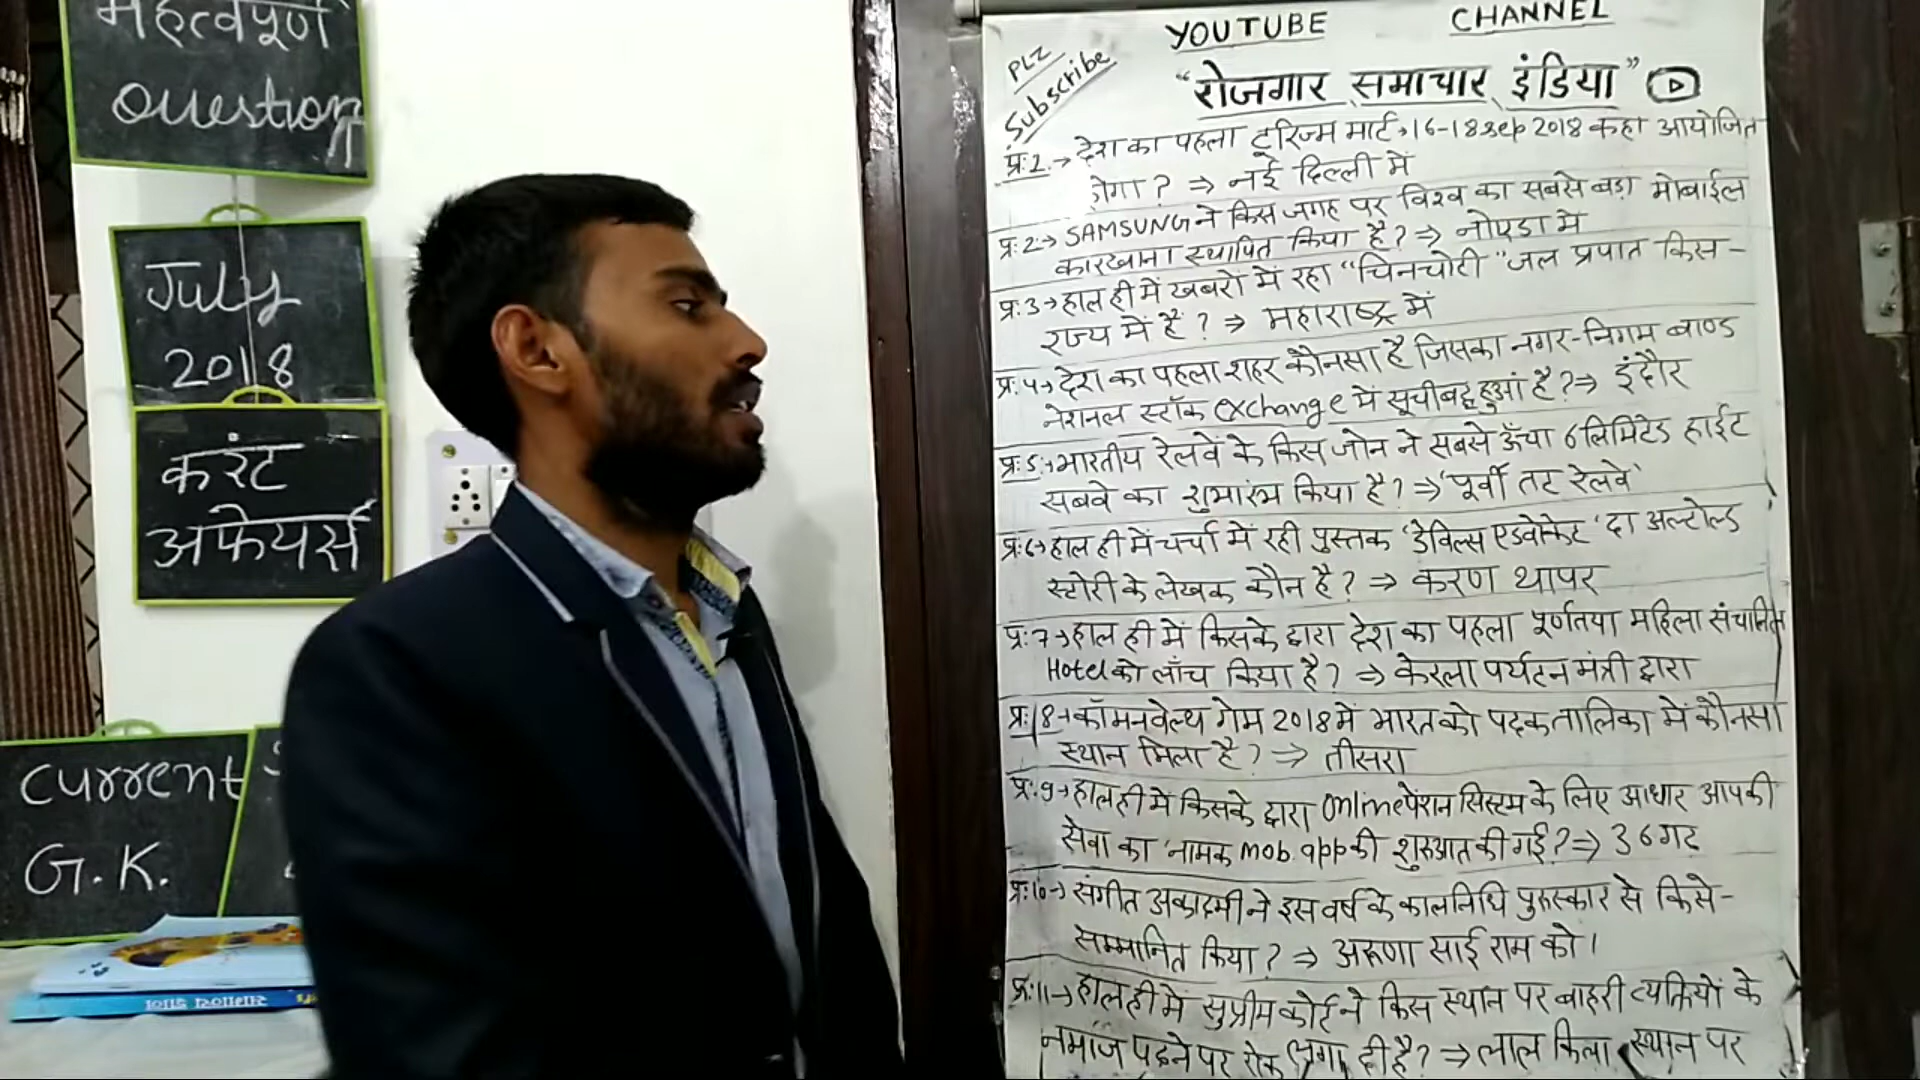 महत्वपूर्ण
Question
July
2018
करंट
अफेयर्स
current
G.K.
YOUTUBE CHANNEL
PLZ
Subscribe
“रोजगार समाचार इंडिया”
प्र:1.→ देश का पहला टूरिज्म मार्ट→16-18 sep 2018 कहा आयोजित
होगा? ⇒ नई दिल्ली में
प्र:2→ SAMSUNG ने किस जगह पर विश्व का सबसे बड़ा मोबाईल
कारखाना स्थापित किया है? ⇒ नोएडा मे
प्र:3→ हाल ही में खबरों में रहा “चिनचोटी” जल प्रपात किस-
राज्य में है? ⇒ महाराष्ट्र में
प्र:4→ देश का पहला शहर कौनसा है जिसका नगर-निगम बाण्ड
नेशनल स्टॉक exchange में सूचीबद्ध हुआं है?⇒ इंदौर
प्र:5→ भारतीय रेलवे के किस जोन ने सबसे ऊँचा 6 लिमिटेड हाईट
सबवे का शुभारंभ किया है? ⇒ ‘पूर्वी तट रेलवे’
प्र:6→ हाल ही में चर्चा में रही पुस्तक ‘डेविल्स एडवोकेट’ दा अल्टोल्ड
स्टोरी के लेखक कौन है? ⇒ करण थापर
प्र:7→ हाल ही में किसके द्वारा देश का पहला पूर्णतया महिला संचालित
Hotel को लाँच किया है? ⇒ केरला पर्यटन मंत्री द्वारा
प्र:8→ कॉमनवेल्थ गेम 2018 में भारत को पदक तालिका में कौनसा
स्थान मिला है? ⇒ तीसरा
प्र:9→ हाल ही में किसके द्वारा Online पेंशन सिस्टम के लिए आधार आपकी
सेवा का नामक mob. app की शुरुआत की गई?⇒ 36गढ
प्र:10→ संगीत अकादमी ने इस वर्ष के कालनिधि पुरुस्कार से किसे-
सम्मानित किया? ⇒ अरूणा साई राम को।
प्र:11→ हाल ही में सुप्रीम कोर्ट ने किस स्थान पर बाहरी व्यक्तियों के
नमाज पढने पर रोक लगा दी है? ⇒ लाल किला स्थान पर